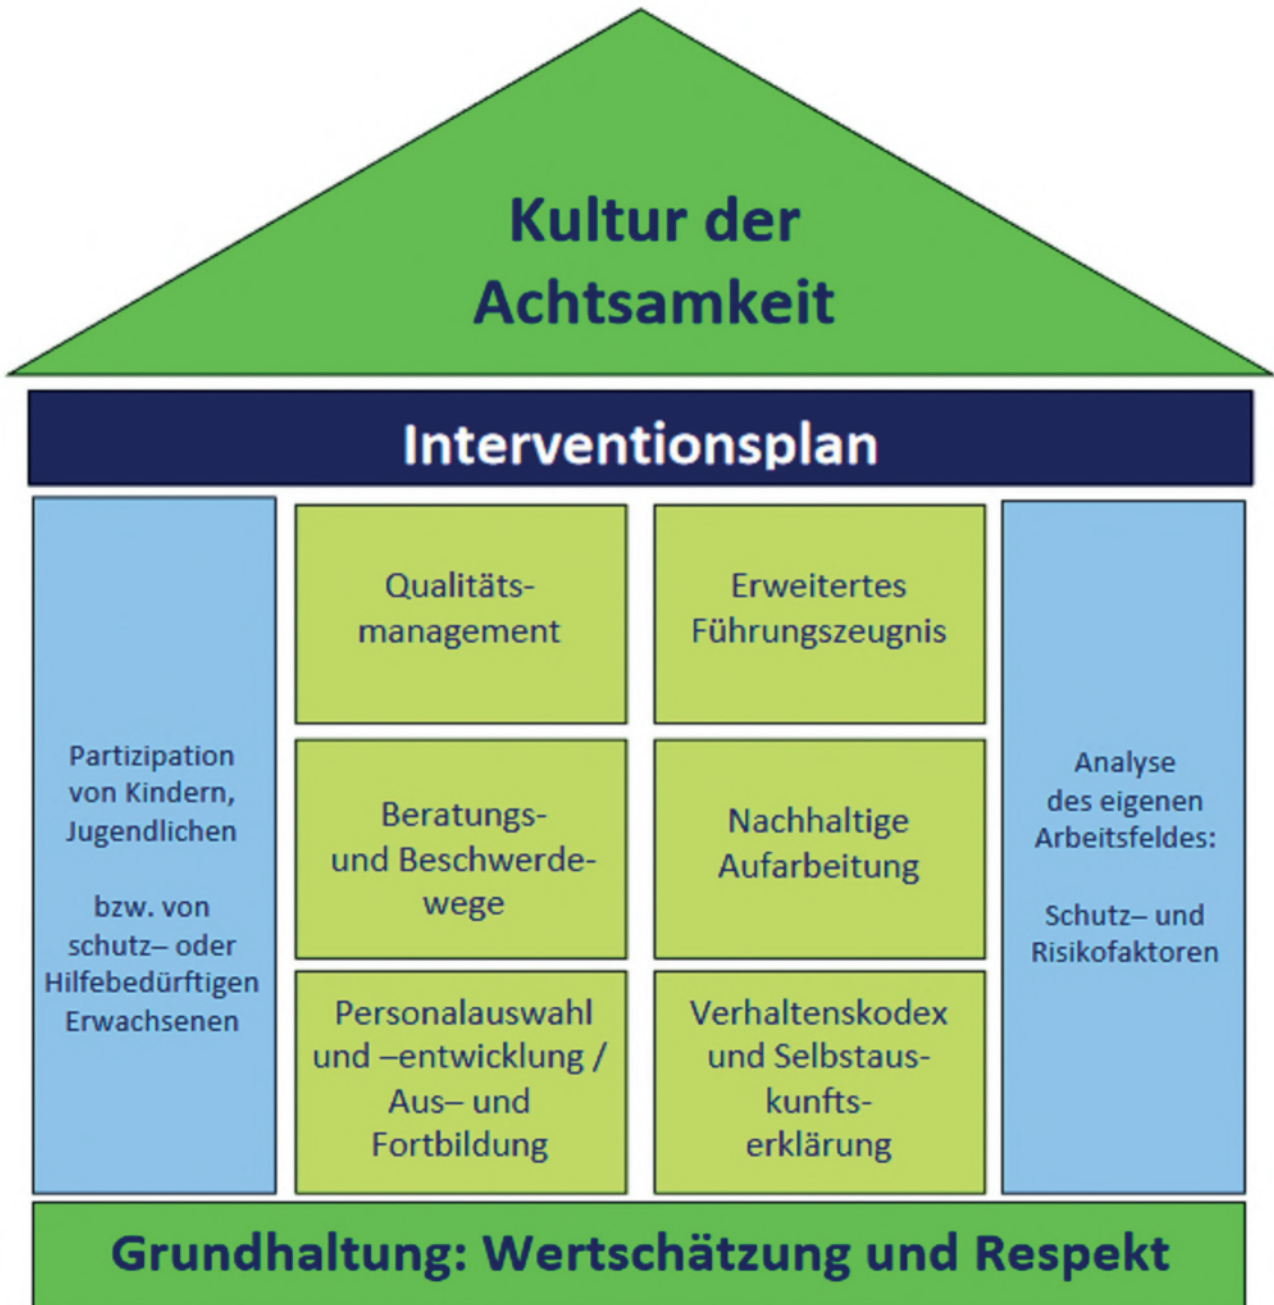 Kultur der
Achtsamkeit
Interventionsplan
Partizipation
von Kindern,
Jugendlichen
bzw. von
schutz– oder
Hilfebedürftigen
Erwachsenen
Qualitäts-
management
Erweitertes
Führungszeugnis
Beratungs-
und Beschwerde-
wege
Nachhaltige
Aufarbeitung
Personalauswahl
und –entwicklung /
Aus– und
Fortbildung
Verhaltenskodex
und Selbstaus-
kunfts-
erklärung
Analyse
des eigenen
Arbeitsfeldes:
Schutz– und
Risikofaktoren
Grundhaltung: Wertschätzung und Respekt